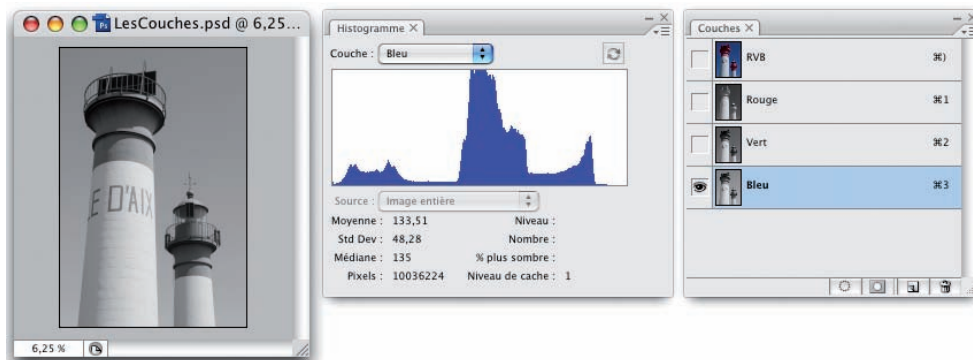 LesCouches.psd @ 6,25...
E D'AIX
6,25 %
Histogramme ×
Couche : Bleu
Source : Image entière
Moyenne : 133,51 Niveau :
Std Dev : 48,28 Nombre :
Médiane : 135 % plus sombre :
Pixels : 10036224 Niveau de cache : 1
Couches ×
RVB ⌘)
Rouge ⌘1
Vert ⌘2
Bleu ⌘3